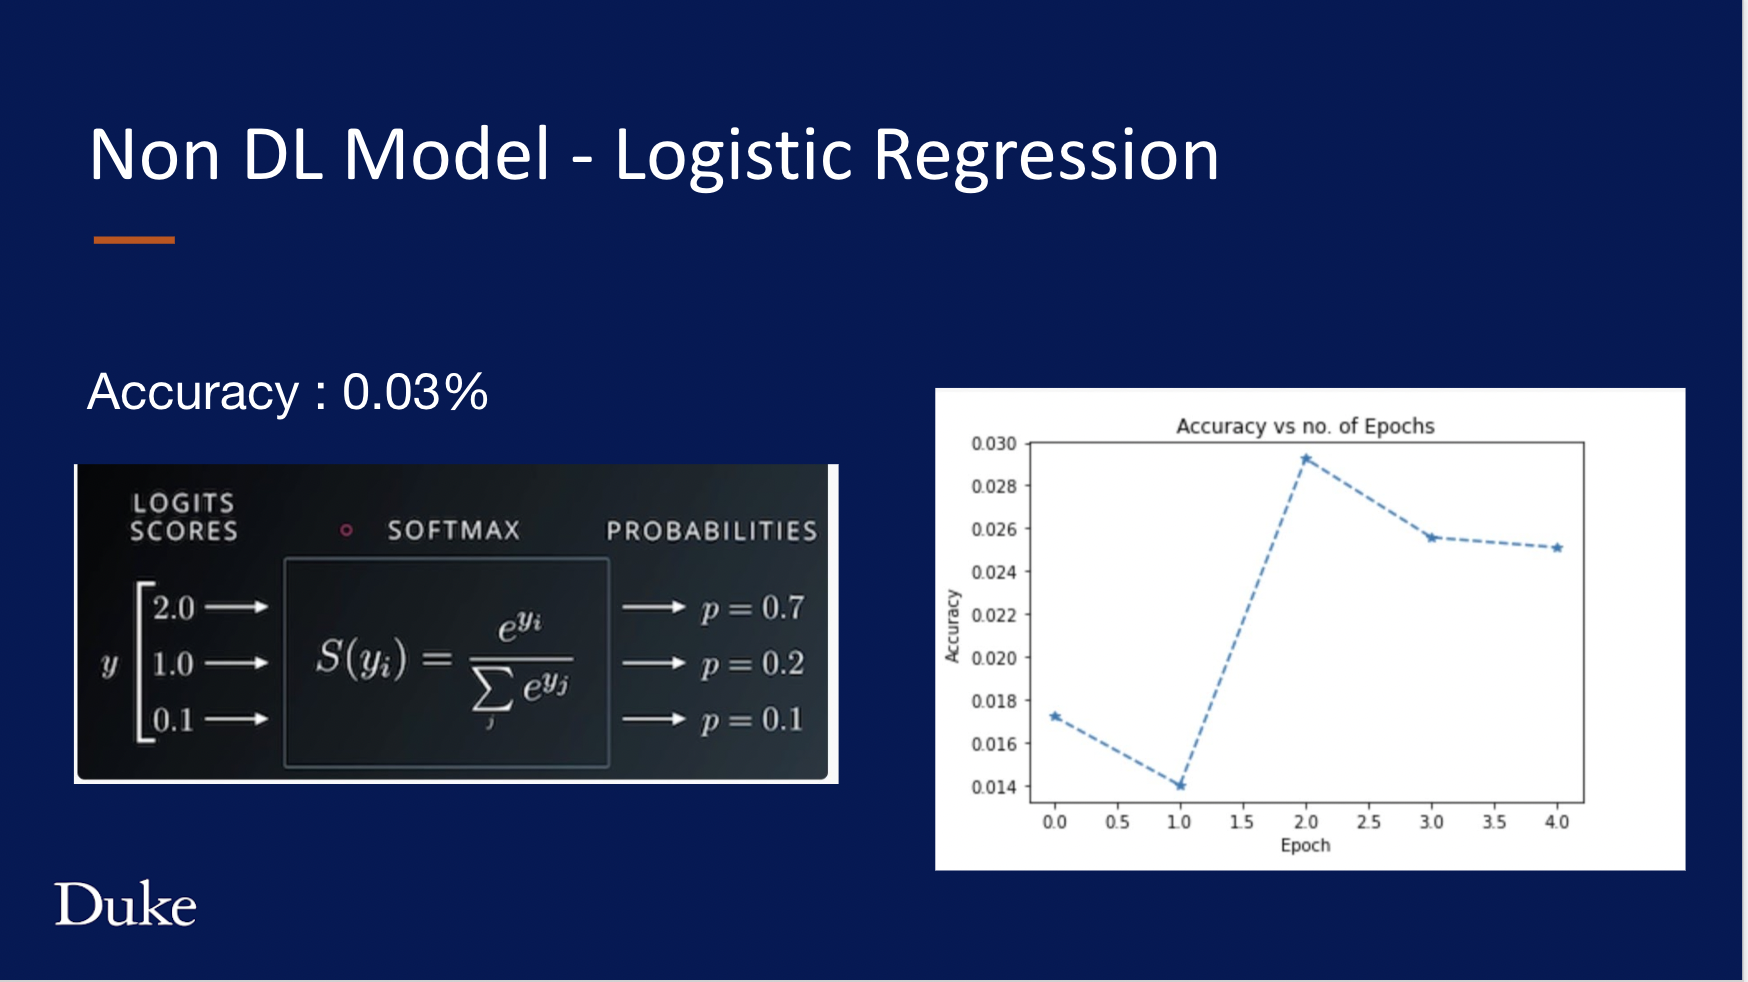 Non DL Model - Logistic Regression
Accuracy : 0.03%
LOGITS
SCORES
SOFTMAX
PROBABILITIES
y
2.0
1.0
0.1
S(y_i) = e^{y_i} / \sum_j e^{y_j}
p = 0.7
p = 0.2
p = 0.1
Accuracy vs no. of Epochs
0.030
0.028
0.026
0.024
0.022
0.020
0.018
0.016
0.014
Accuracy
0.0 0.5 1.0 1.5 2.0 2.5 3.0 3.5 4.0
Epoch
Duke